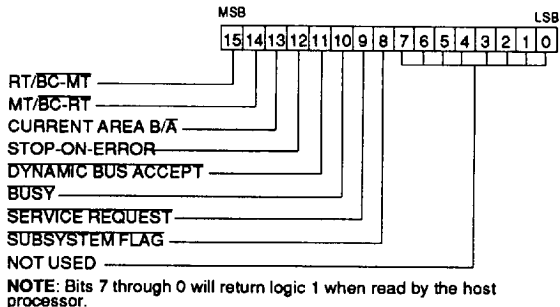 MSB LSB
15 14 13 12 11 10 9 8 7 6 5 4 3 2 1 0
RT/BC-MT
MT/BC-RT
CURRENT AREA B/A
STOP-ON-ERROR
DYNAMIC BUS ACCEPT
BUSY
SERVICE REQUEST
SUBSYSTEM FLAG
NOT USED
NOTE: Bits 7 through 0 will return logic 1 when read by the host
processor.